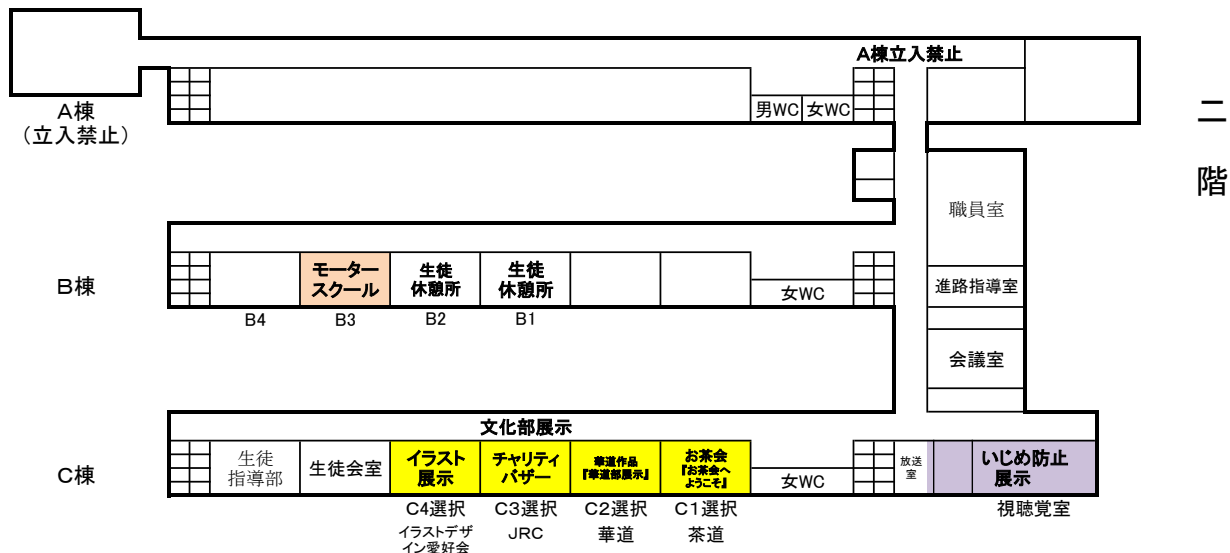 A棟立入禁止
A棟
（立入禁止）
男WC
女WC
二
階
職員室
B棟
モーター
スクール
生徒
休憩所
生徒
休憩所
女WC
進路指導室
B4
B3
B2
B1
会議室
文化部展示
C棟
生徒
指導部
生徒会室
イラスト
展示
チャリティ
バザー
華道作品
『華道部展示』
お茶会
『お茶会へ
ようこそ』
女WC
放送
室
いじめ防止
展示
C4選択
C3選択
C2選択
C1選択
視聴覚室
イラストデザ
イン愛好会
JRC
華道
茶道